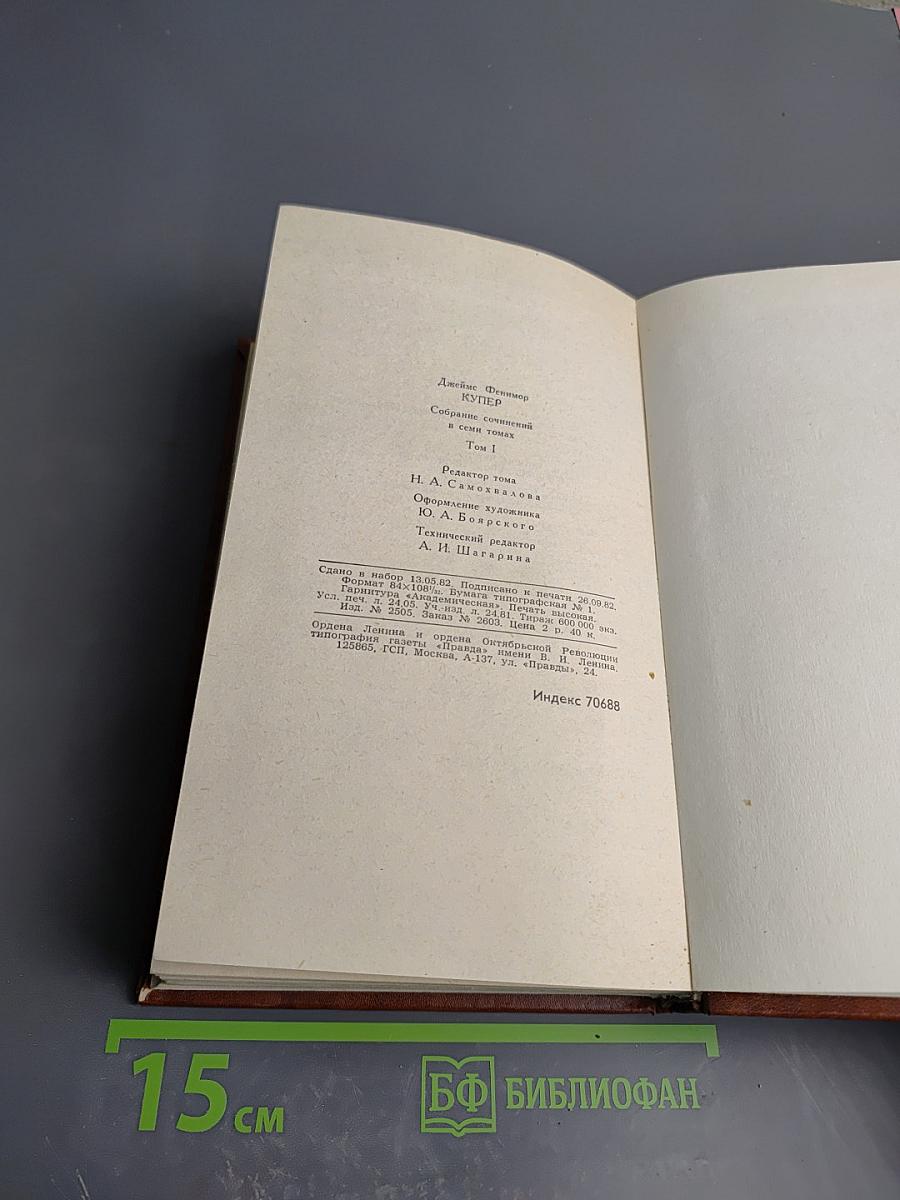 Джеймс Фенимор
КУПЕР
Собрание сочинений
в семи томах
Том I
Редактор тома
Н. А. Самохвалова
Оформление художника
Ю. А. Боярского
Технический редактор
А. И. Шагарина
Сдано в набор 13.05.82. Подписано к печати 26.09.82.
Формат 84×108¹/₃₂. Бумага типографская № 1.
Гарнитура «Академическая». Печать высокая.
Усл. печ. л. 24,05. Уч.-изд. л. 24,81. Тираж 600 000 экз.
Изд. № 2505. Заказ № 2603. Цена 2 р. 40 к.
Ордена Ленина и ордена Октябрьской Революции
типография газеты «Правда» имени В. И. Ленина.
125865, ГСП, Москва, А-137, ул. «Правды», 24.
Индекс 70688
15 см
БФ БИБЛИОФАН